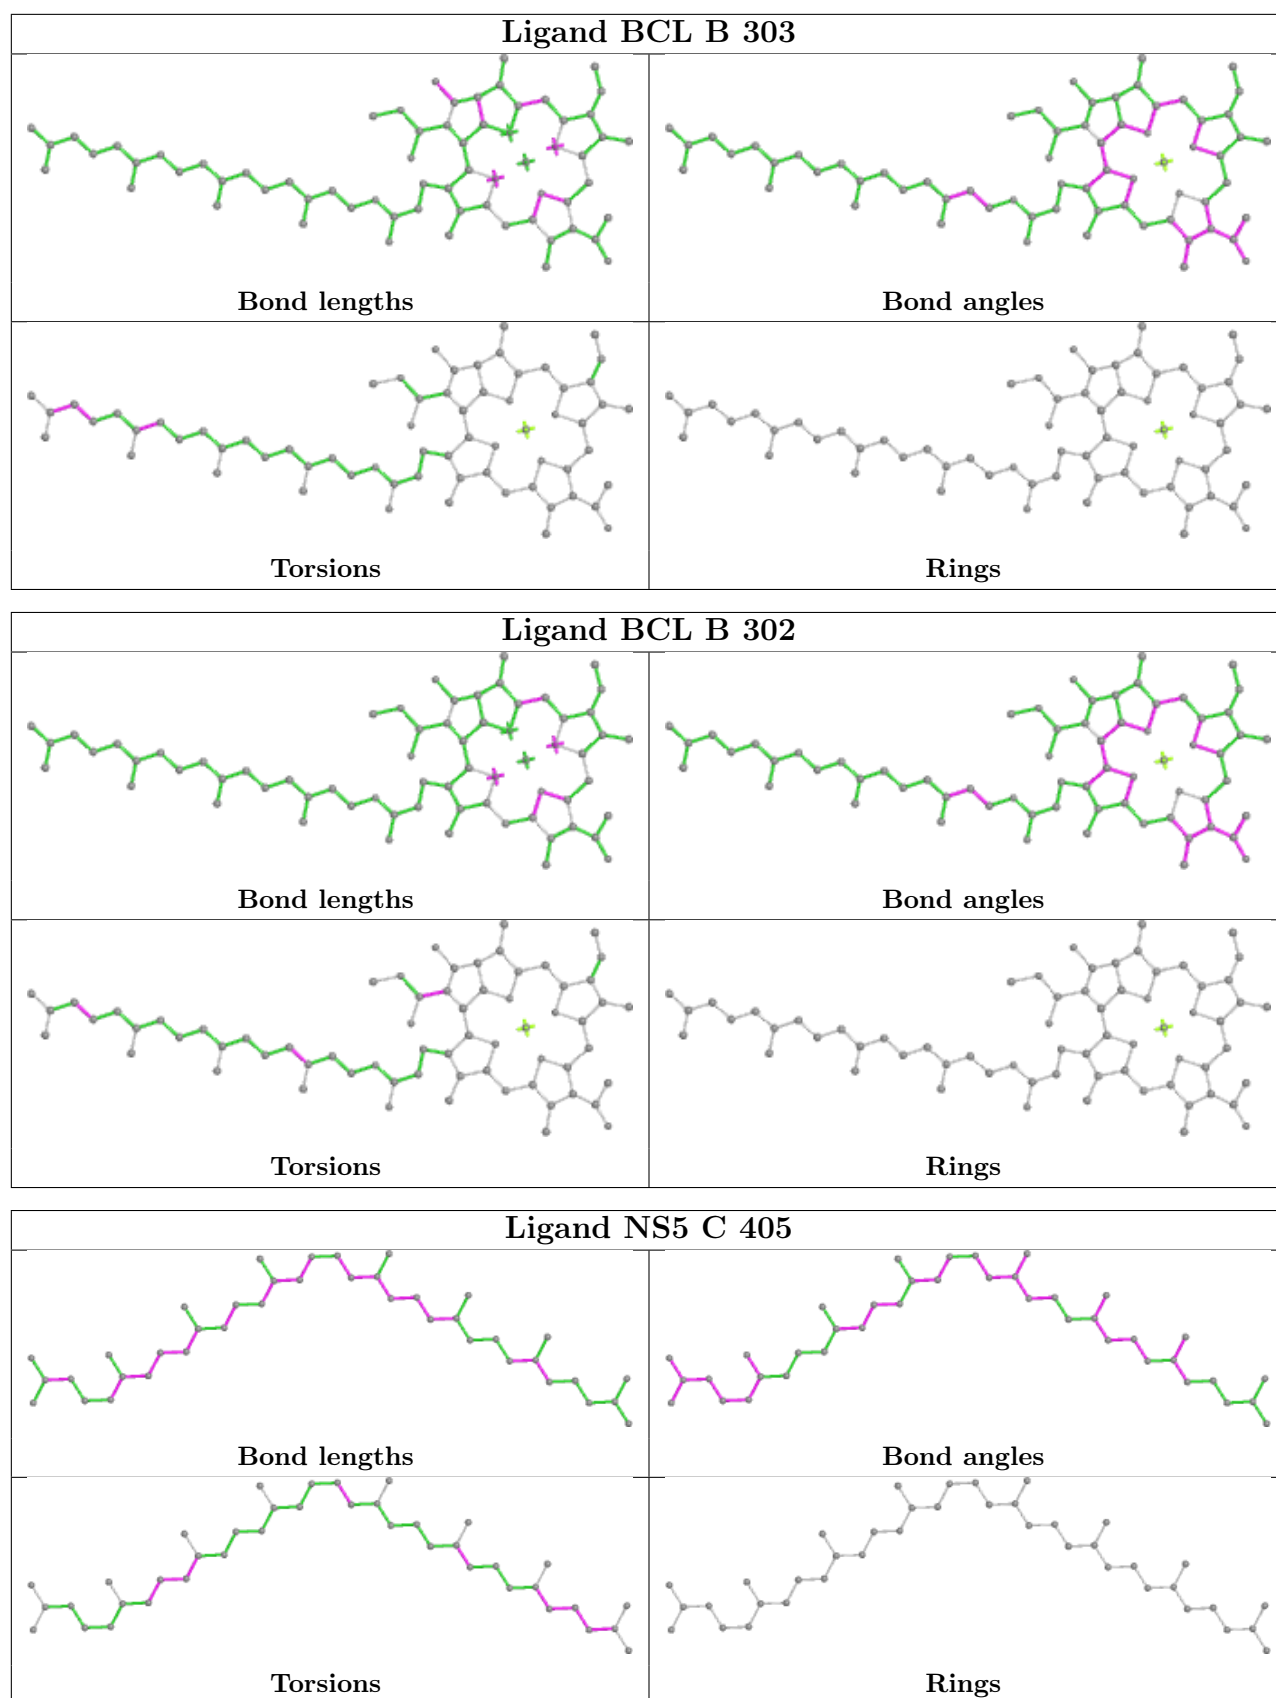 Ligand BCL B 303
Bond lengths
Bond angles
Torsions
Rings
Ligand BCL B 302
Bond lengths
Bond angles
Torsions
Rings
Ligand NS5 C 405
Bond lengths
Bond angles
Torsions
Rings